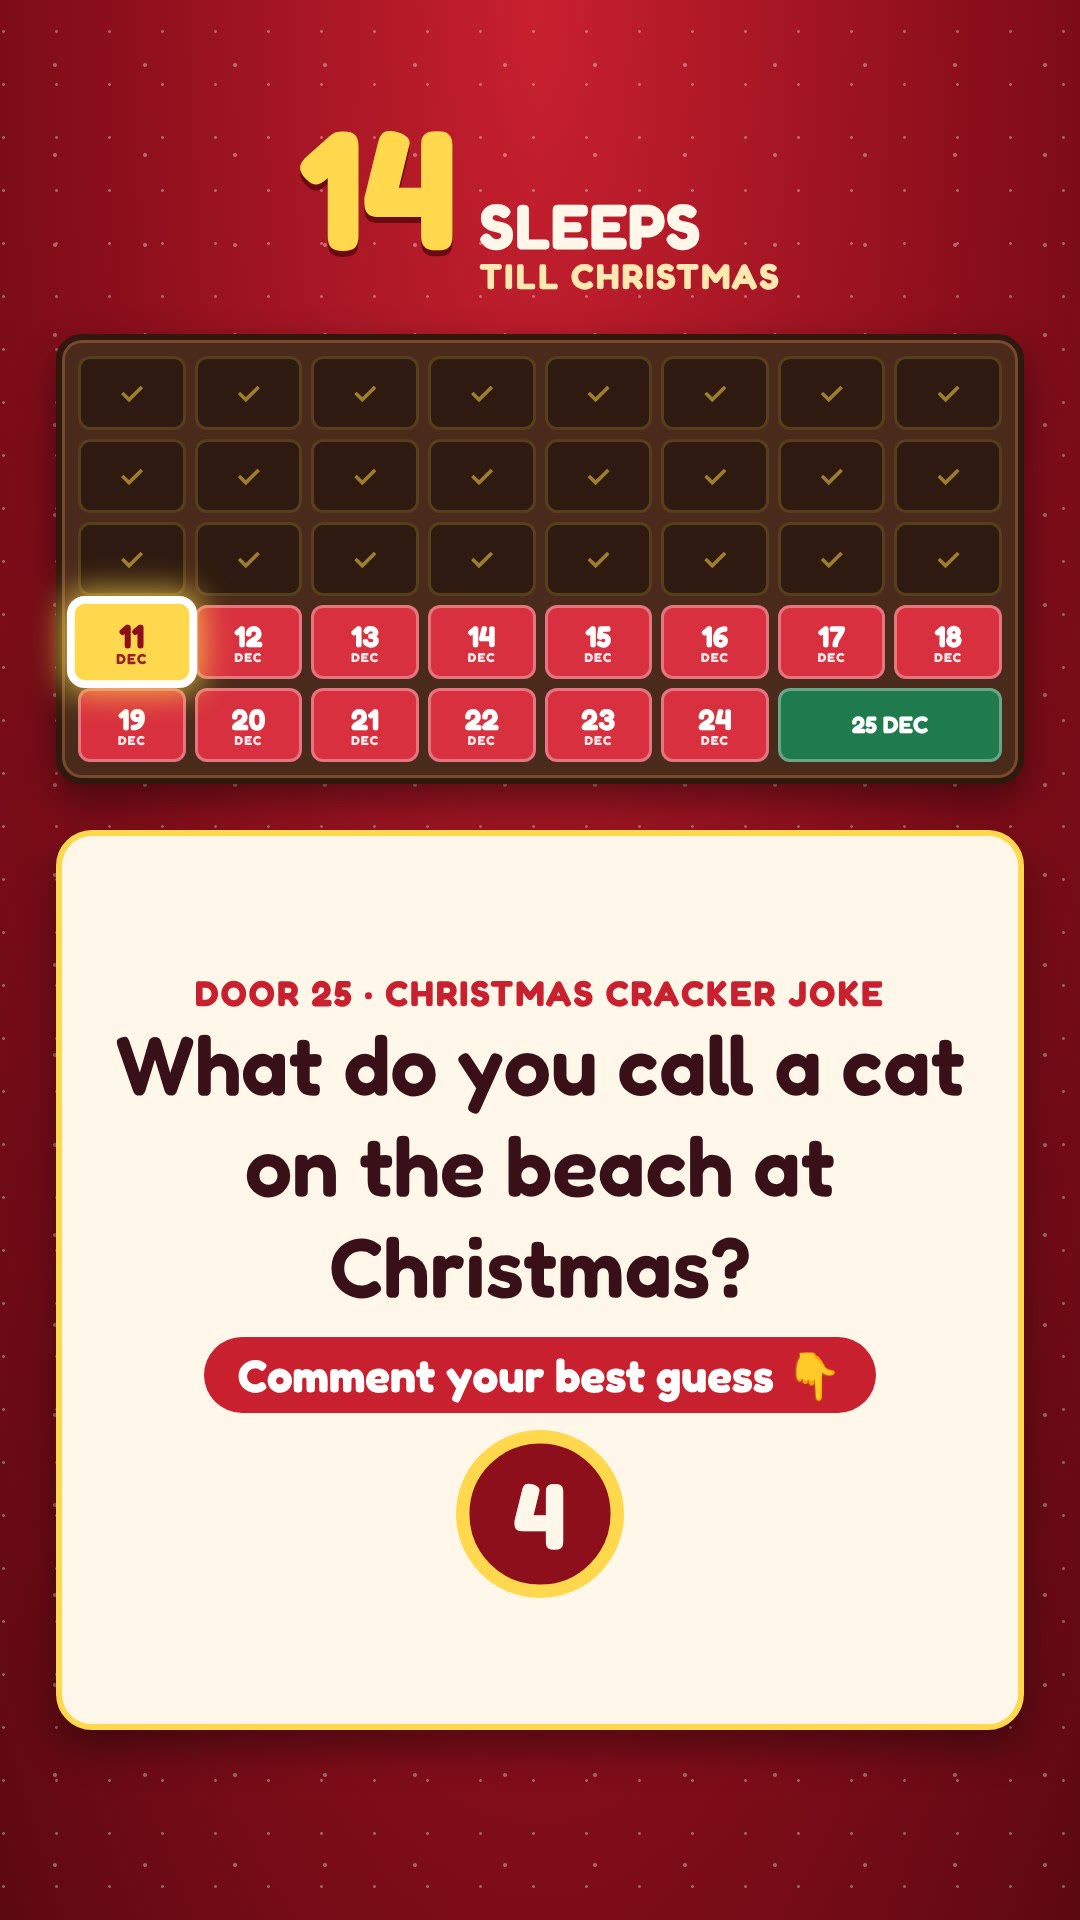 14 SLEEPS
TILL CHRISTMAS
11 12 13 14 15 16 17 18
DEC DEC DEC DEC DEC DEC DEC DEC
19 20 21 22 23 24 25 DEC
DEC DEC DEC DEC DEC DEC
DOOR 25 · CHRISTMAS CRACKER JOKE
What do you call a cat
on the beach at
Christmas?
Comment your best guess 👇
4